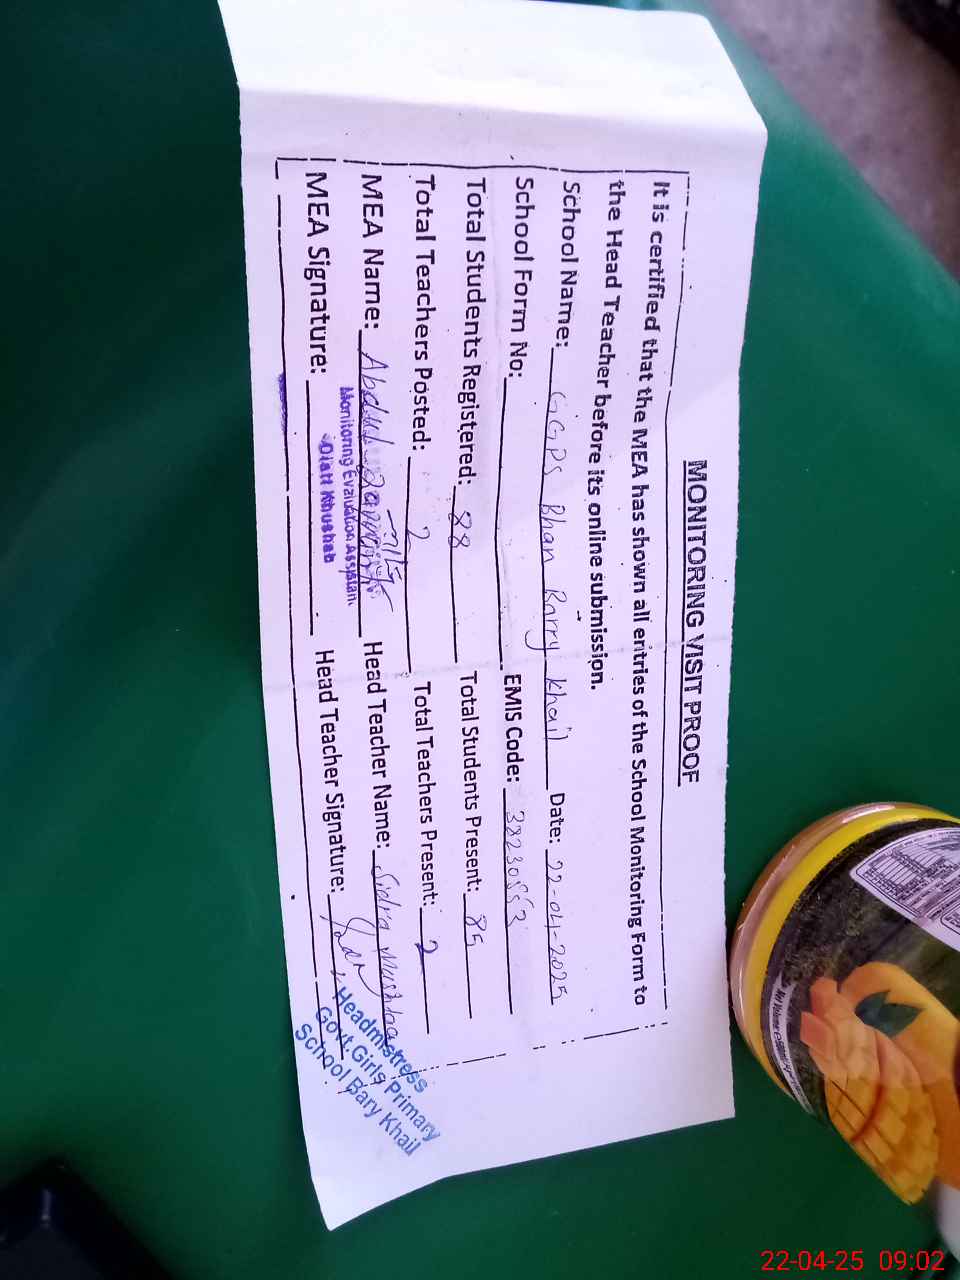 MONITORING VISIT PROOF
It is certified that the MEA has shown all entries of the School Monitoring Form to
the Head Teacher before its online submission.
School Name: GGPS Bhan Barry Khail Date: 22-04-2025
School Form No: EMIS Code:
Total Students Registered: 88 Total Students Present: 85
Total Teachers Posted: 2 Total Teachers Present: 2
MEA Name: Abdul Head Teacher Name: Sidra Mushtaq
Monitoring Evaluation Assistant
Distt Khushab
MEA Signature: Head Teacher Signature:
Headmistress
Govt Girls Primary
School Bary Khail
22-04-25 09:02